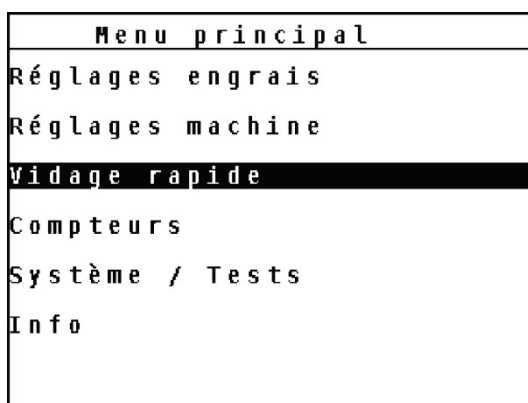 Menu principal
Réglages engrais
Réglages machine
Vidage rapide
Compteurs
Système / Tests
Info